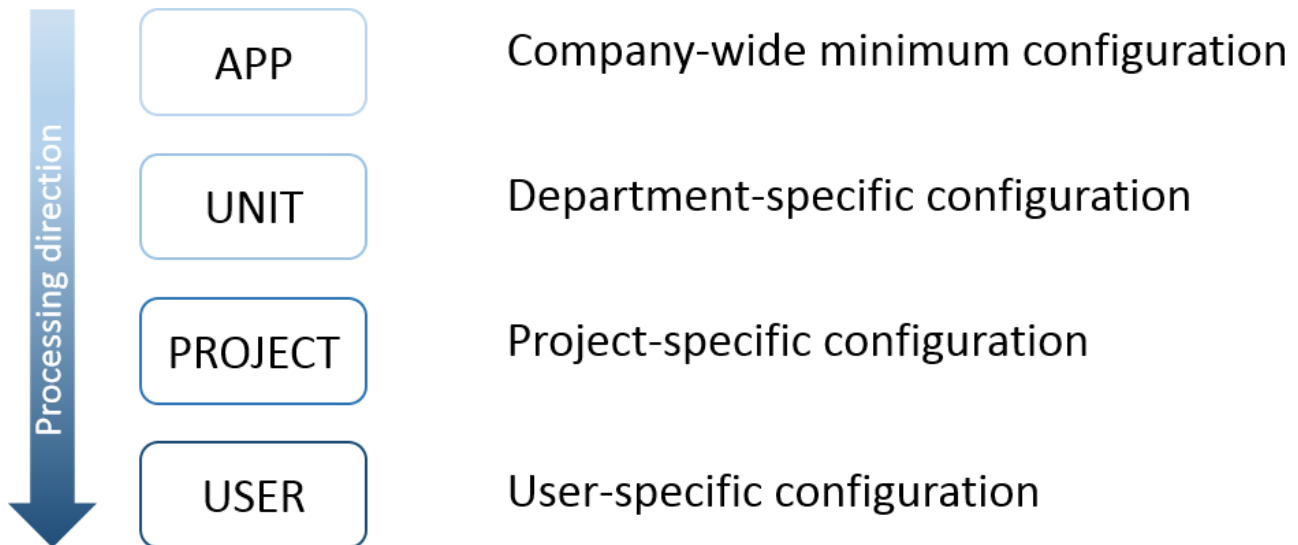 Processing direction
APP
Company-wide minimum configuration
UNIT
Department-specific configuration
PROJECT
Project-specific configuration
USER
User-specific configuration